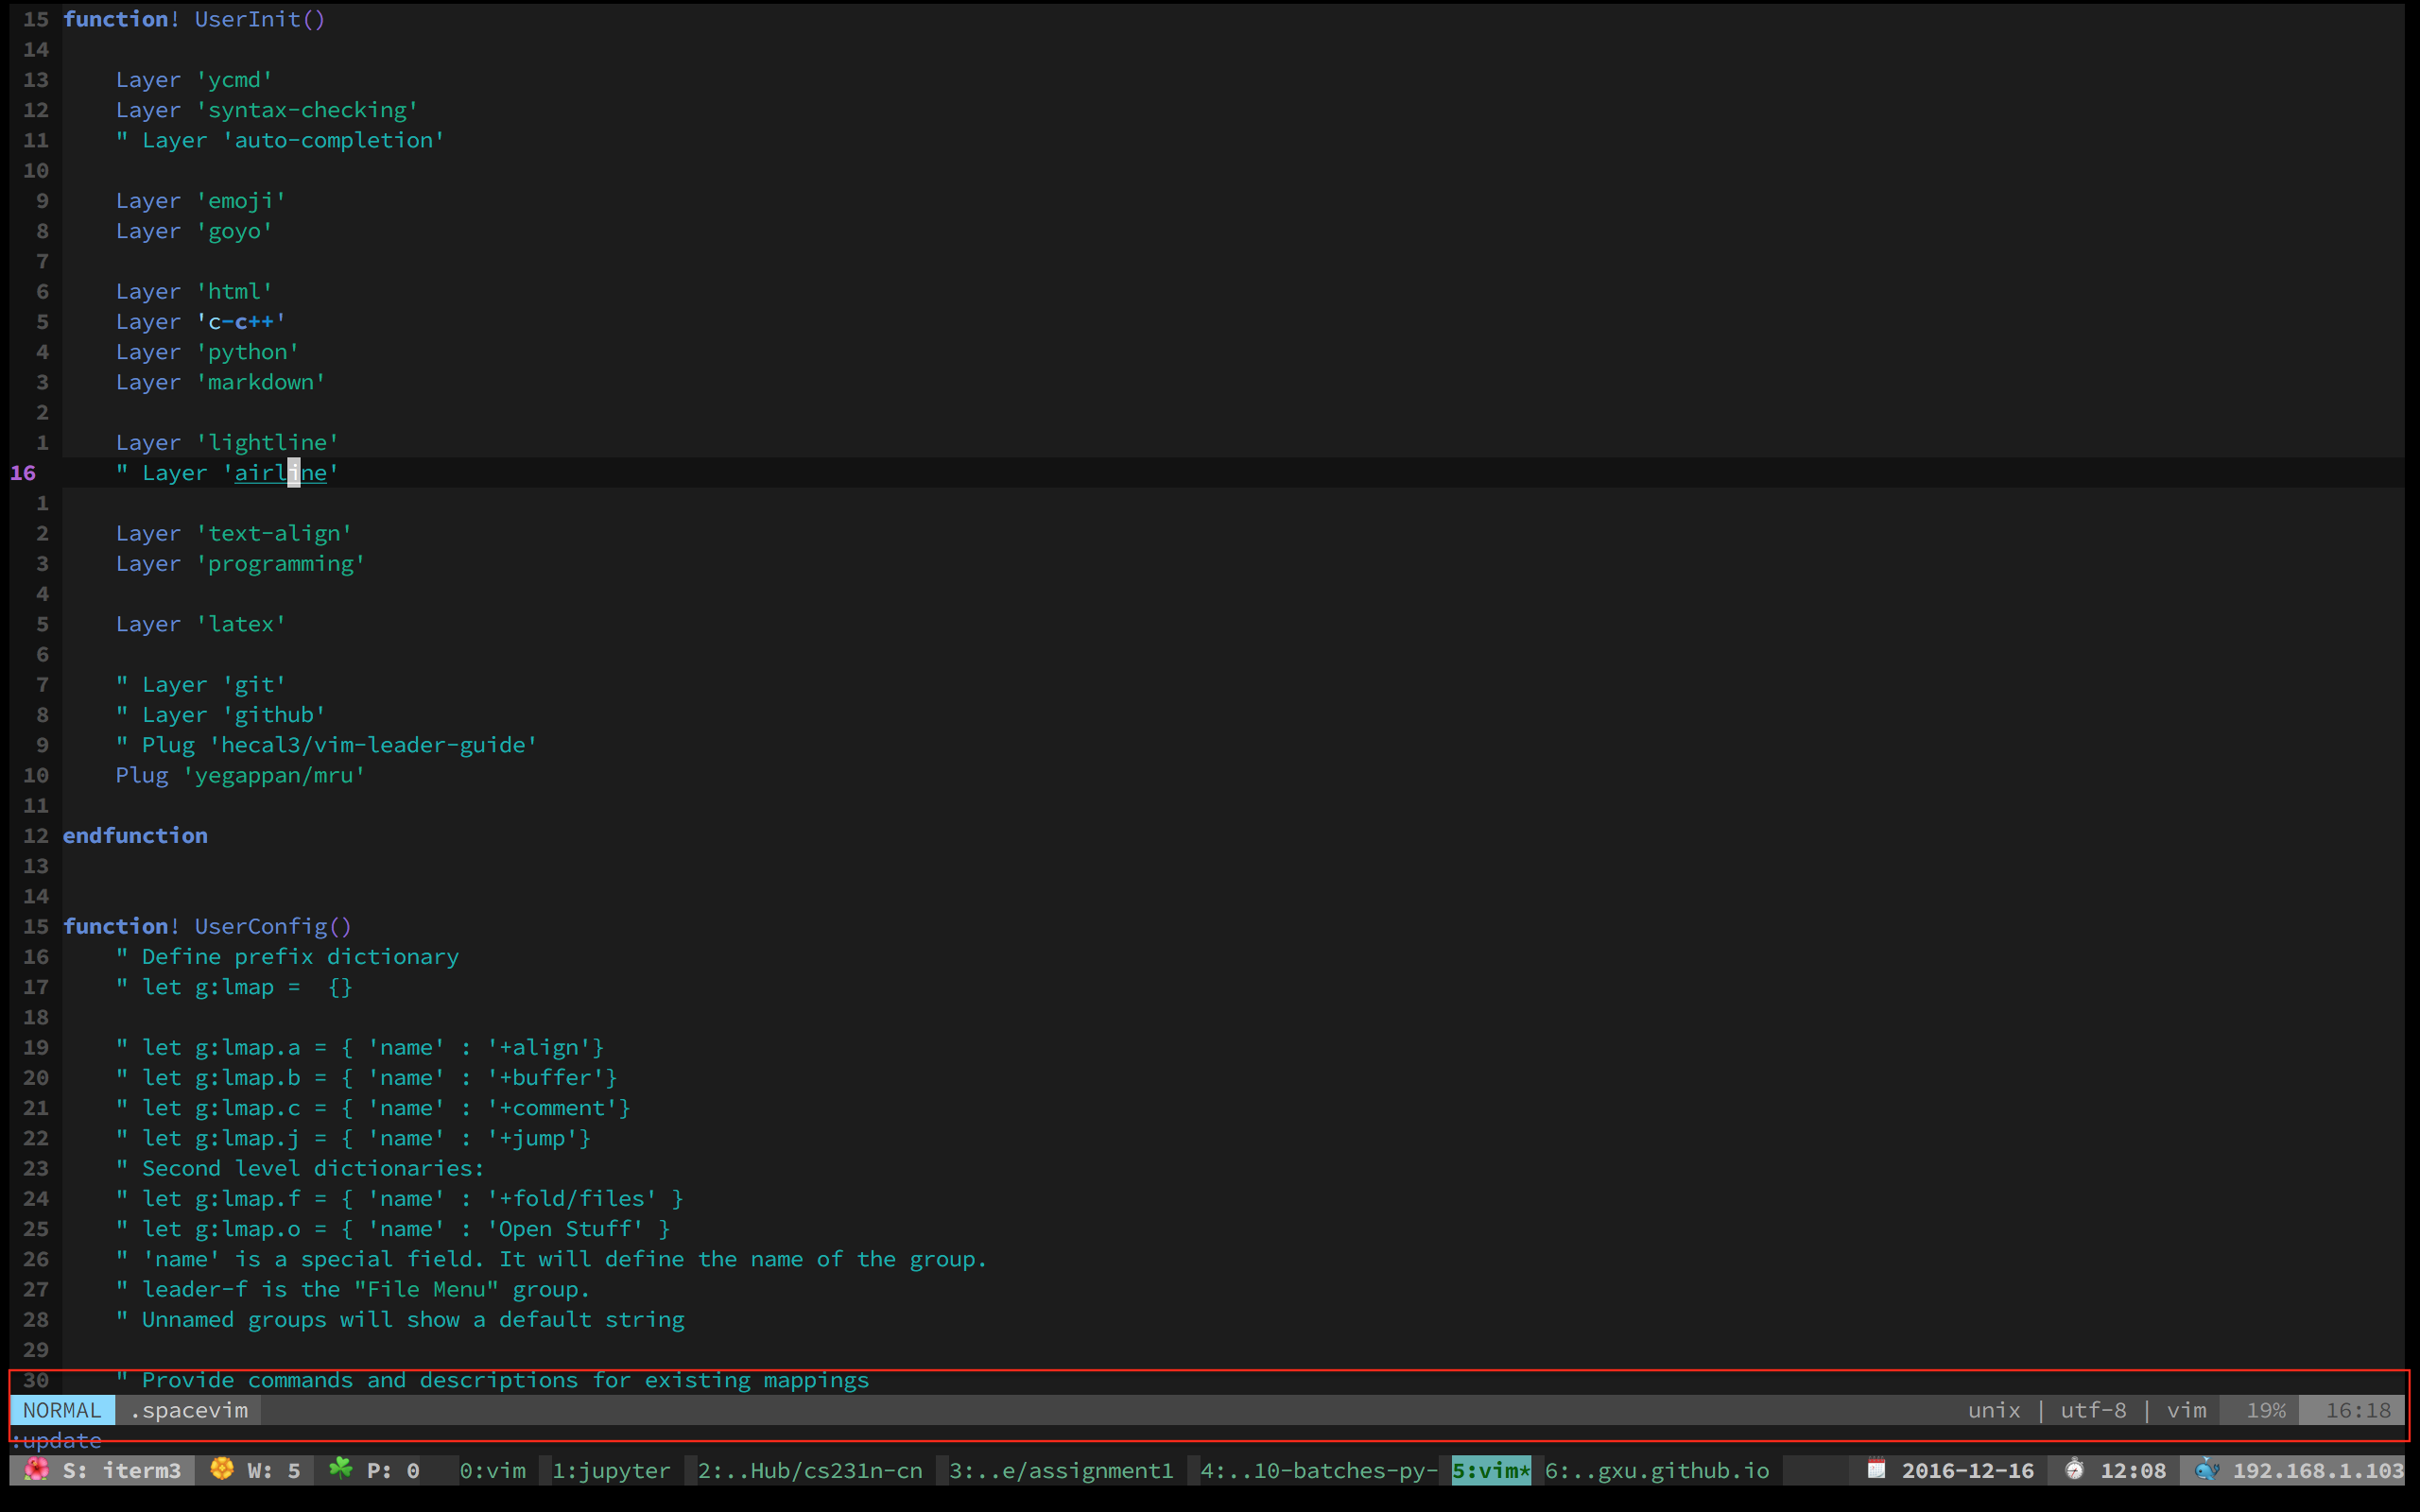 15 function! UserInit()
14
13     Layer 'ycmd'
12     Layer 'syntax-checking'
11     " Layer 'auto-completion'
10
9     Layer 'emoji'
8     Layer 'goyo'
7
6     Layer 'html'
5     Layer 'c-c++'
4     Layer 'python'
3     Layer 'markdown'
2
1     Layer 'lightline'
16     " Layer 'airline'
1
2     Layer 'text-align'
3     Layer 'programming'
4
5     Layer 'latex'
6
7     " Layer 'git'
8     " Layer 'github'
9     " Plug 'hecal3/vim-leader-guide'
10     Plug 'yegappan/mru'
11
12 endfunction
13
14
15 function! UserConfig()
16     " Define prefix dictionary
17     " let g:lmap =  {}
18
19     " let g:lmap.a = { 'name' : '+align'}
20     " let g:lmap.b = { 'name' : '+buffer'}
21     " let g:lmap.c = { 'name' : '+comment'}
22     " let g:lmap.j = { 'name' : '+jump'}
23     " Second level dictionaries:
24     " let g:lmap.f = { 'name' : '+fold/files' }
25     " let g:lmap.o = { 'name' : 'Open Stuff' }
26     " 'name' is a special field. It will define the name of the group.
27     " leader-f is the "File Menu" group.
28     " Unnamed groups will show a default string
29
30     " Provide commands and descriptions for existing mappings
NORMAL .spacevim unix | utf-8 | vim 19% 16:18
:update
S: iterm3 W: 5 P: 0 0:vim 1:jupyter 2:..Hub/cs231n-cn 3:..e/assignment1 4:..10-batches-py- 5:vim* 6:..gxu.github.io 2016-12-16 12:08 192.168.1.103